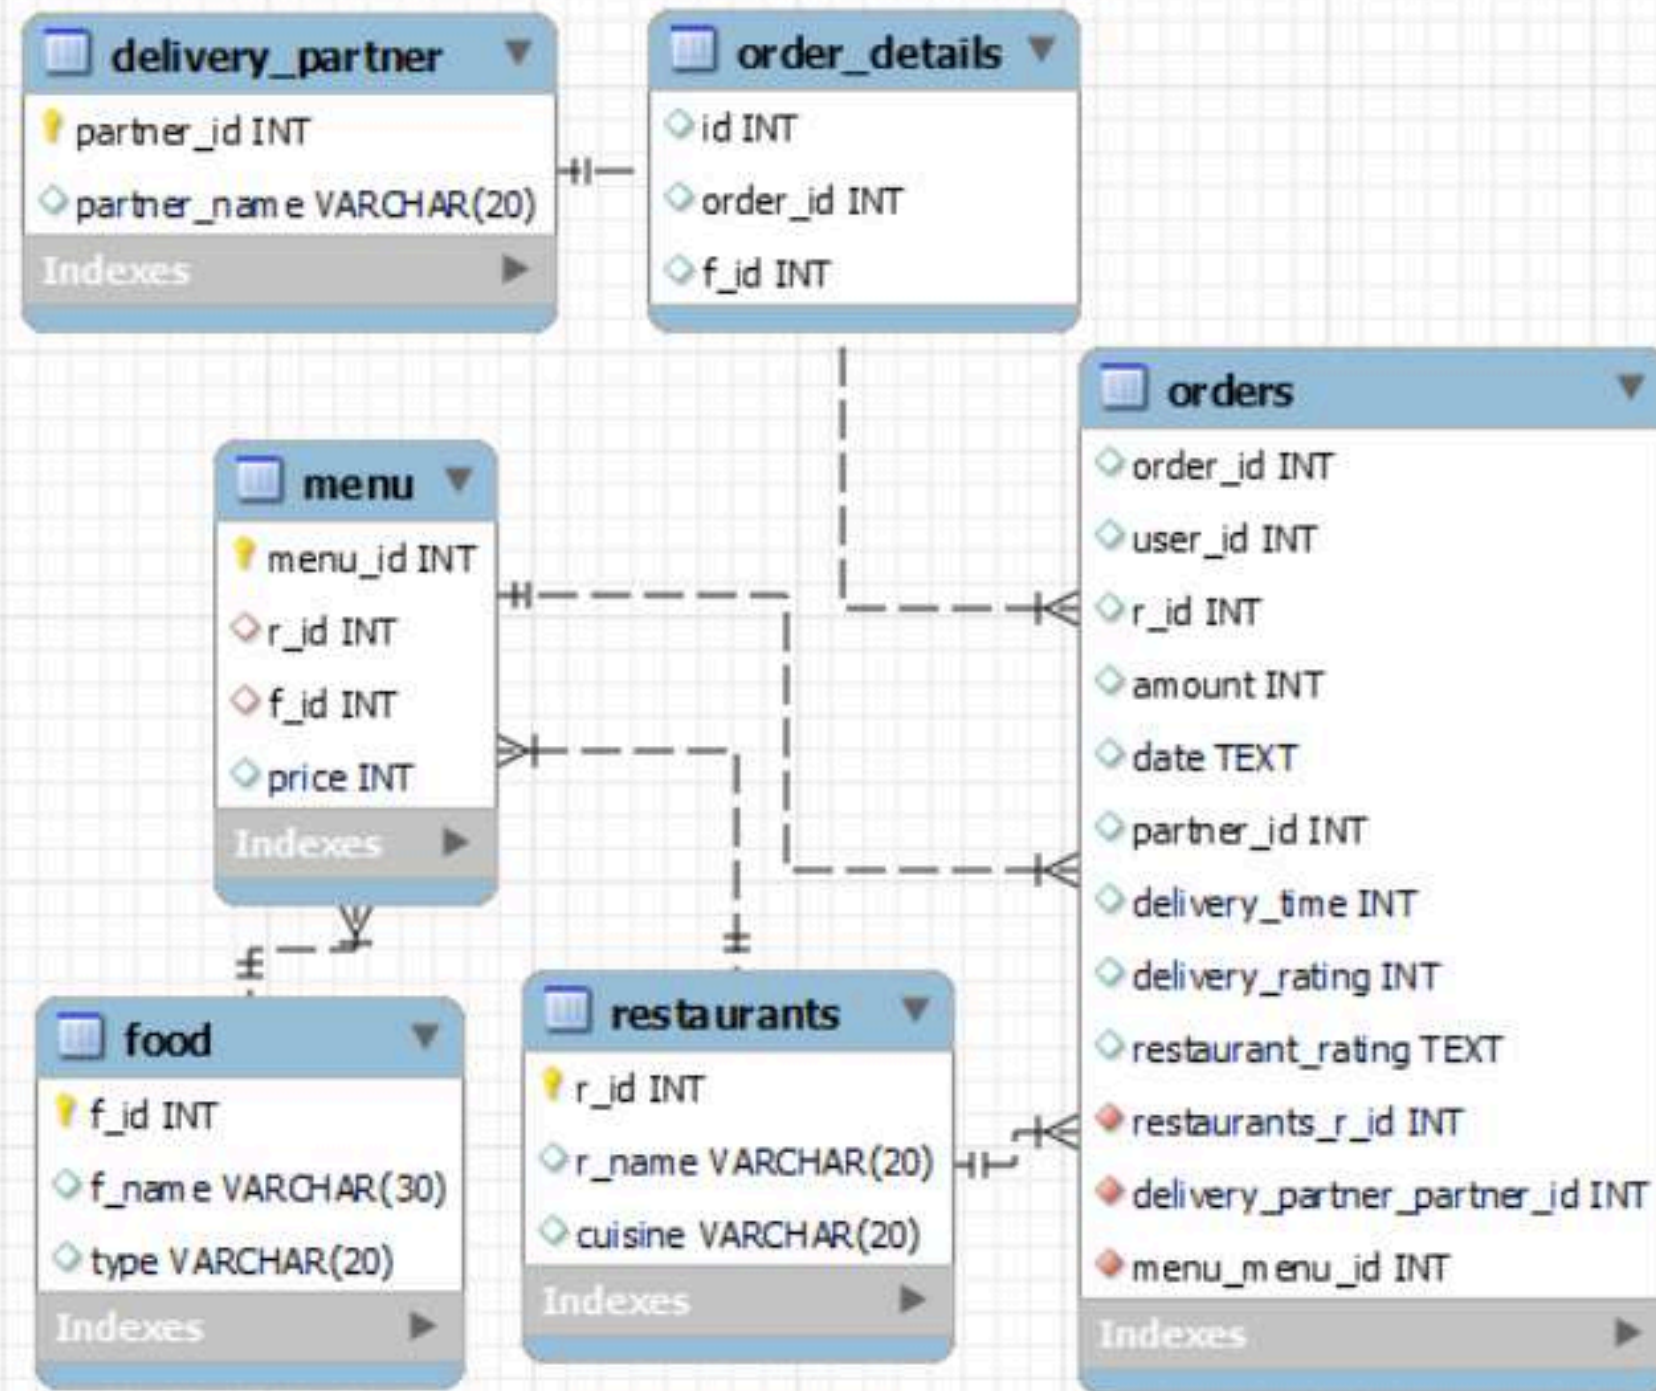 delivery_partner
partner_id INT
partner_name VARCHAR(20)
Indexes
order_details
id INT
order_id INT
f_id INT
orders
order_id INT
user_id INT
r_id INT
amount INT
date TEXT
partner_id INT
delivery_time INT
delivery_rating INT
restaurant_rating TEXT
restaurants_r_id INT
delivery_partner_partner_id INT
menu_menu_id INT
Indexes
menu
menu_id INT
r_id INT
f_id INT
price INT
Indexes
food
f_id INT
f_name VARCHAR(30)
type VARCHAR(20)
Indexes
restaurants
r_id INT
r_name VARCHAR(20)
cuisine VARCHAR(20)
Indexes